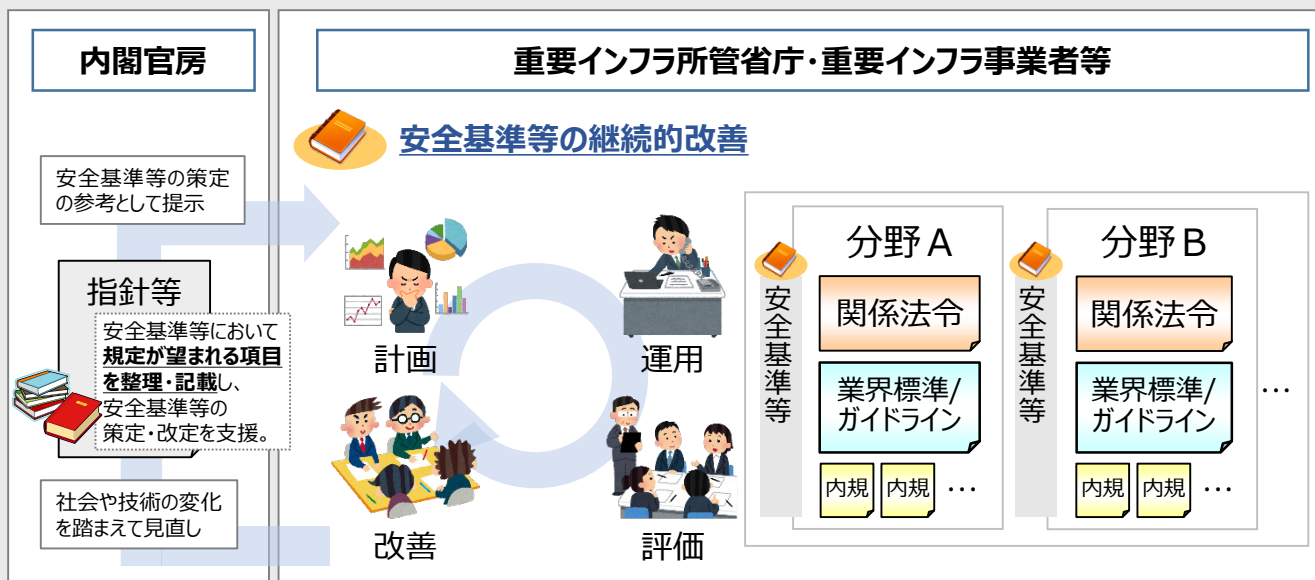 内閣官房
安全基準等の策定
の参考として提示
指針等
安全基準等において
規定が望まれる項目
を整理・記載し、
安全基準等の
策定・改定を支援。
社会や技術の変化
を踏まえて見直し
重要インフラ所管省庁・重要インフラ事業者等
安全基準等の継続的改善
計画
運用
改善
評価
安全基準等
分野A
関係法令
業界標準/
ガイドライン
内規 内規 …
安全基準等
分野B
関係法令
業界標準/
ガイドライン
内規 内規 …
…